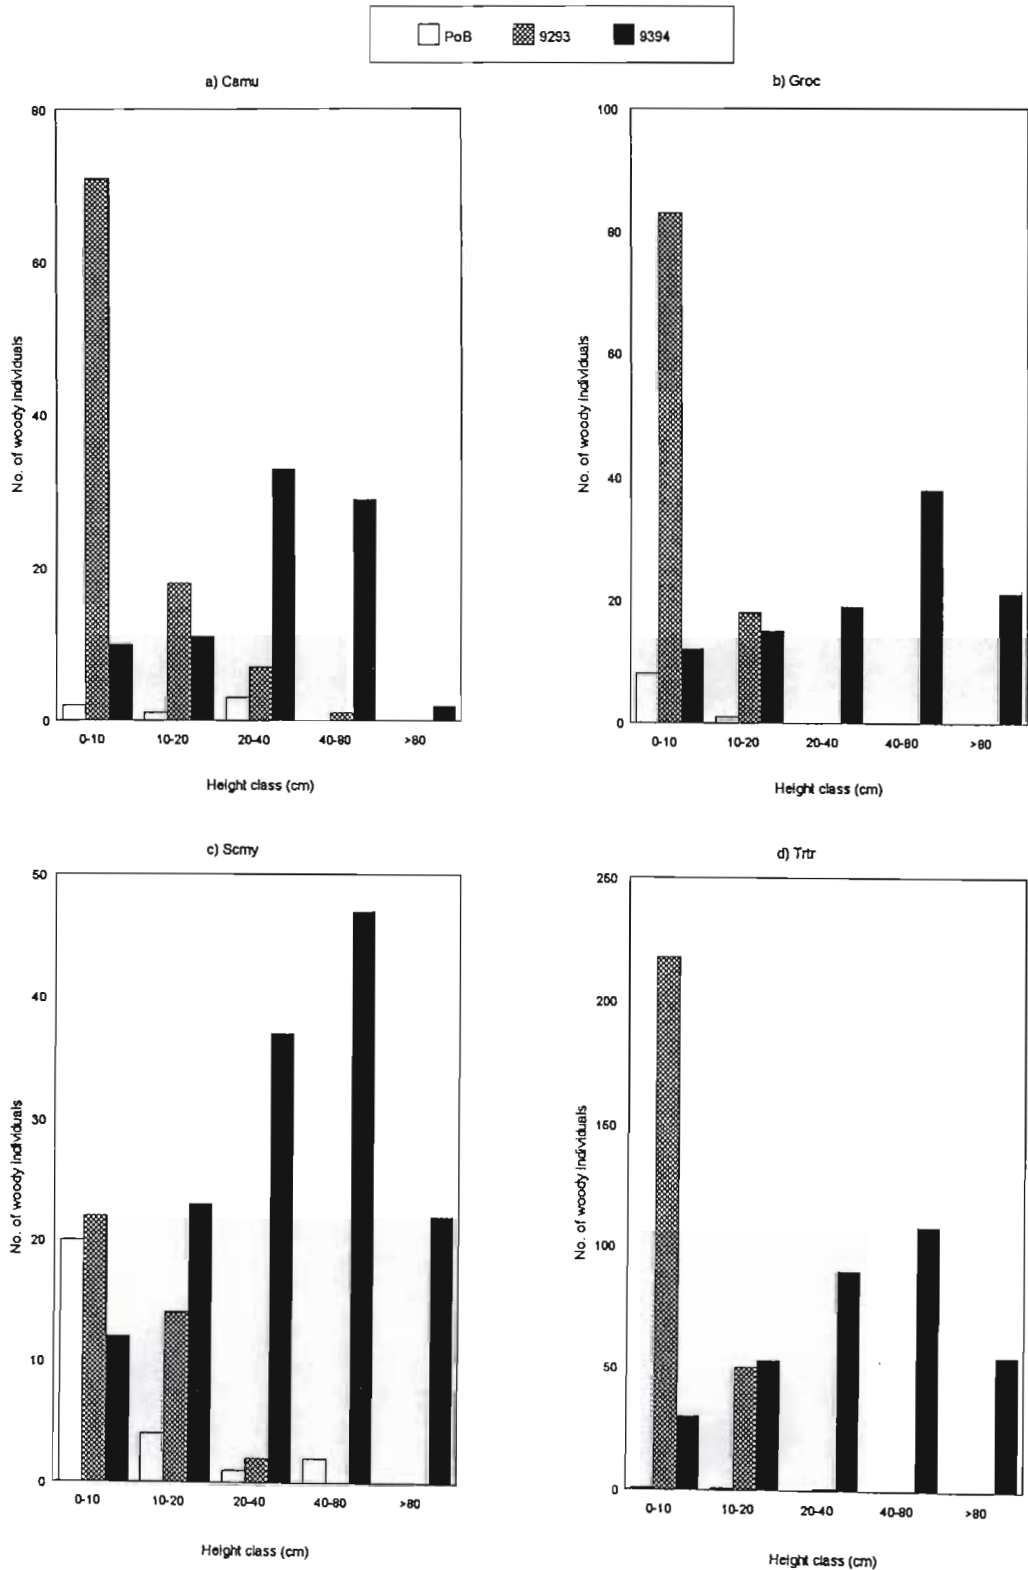 PoB 9293 9394
a) Camu
80
60
40
20
0
No. of woody individuals
0-10 10-20 20-40 40-80 >80
Height class (cm)
b) Groc
100
80
60
40
20
0
No. of woody individuals
0-10 10-20 20-40 40-80 >80
Height class (cm)
c) Scmy
50
40
30
20
10
0
No. of woody individuals
0-10 10-20 20-40 40-80 >80
Height class (cm)
d) Trtr
250
200
150
100
50
0
No. of woody individuals
0-10 10-20 20-40 40-80 >80
Height class (cm)